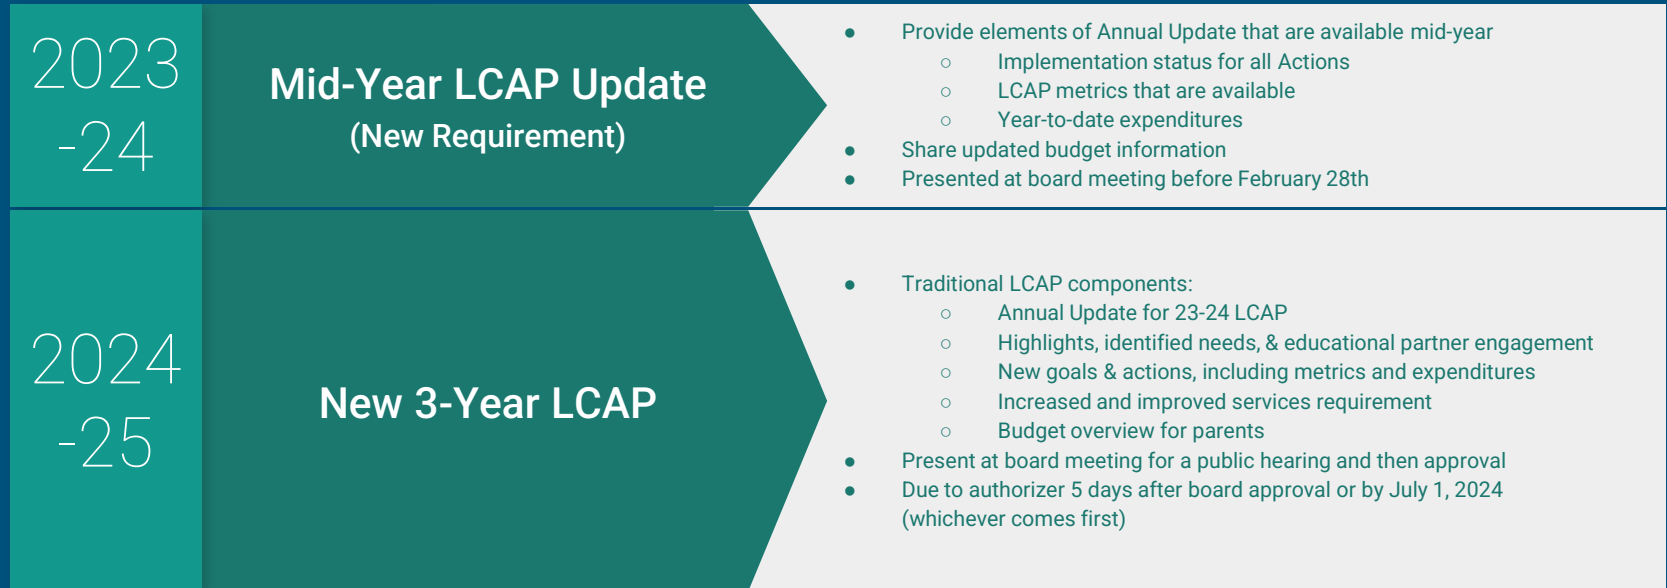 2023
-24
Mid-Year LCAP Update
(New Requirement)
● Provide elements of Annual Update that are available mid-year
○ Implementation status for all Actions
○ LCAP metrics that are available
○ Year-to-date expenditures
● Share updated budget information
● Presented at board meeting before February 28th
2024
-25
New 3-Year LCAP
● Traditional LCAP components:
○ Annual Update for 23-24 LCAP
○ Highlights, identified needs, & educational partner engagement
○ New goals & actions, including metrics and expenditures
○ Increased and improved services requirement
○ Budget overview for parents
● Present at board meeting for a public hearing and then approval
● Due to authorizer 5 days after board approval or by July 1, 2024
(whichever comes first)